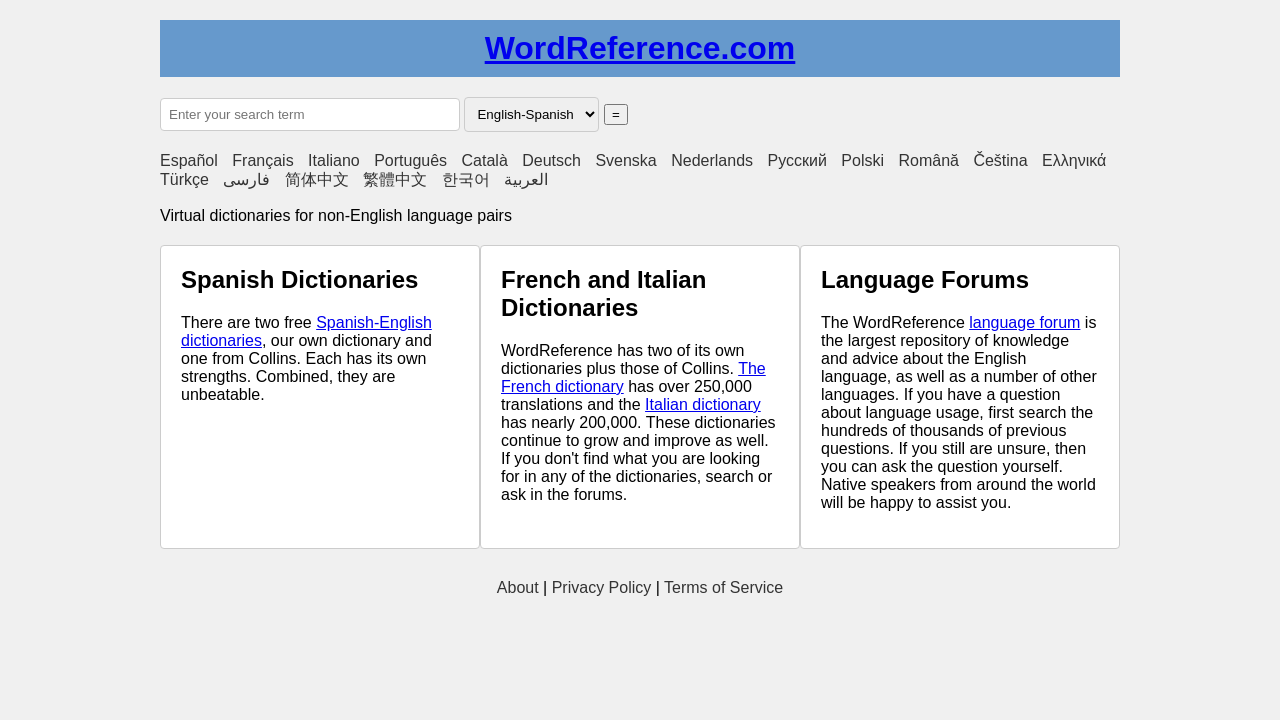 WordReference.com
Enter your search term English-Spanish =
Español Français Italiano Português Català Deutsch Svenska Nederlands Русский Polski Română Čeština Ελληνικά
Türkçe فارسی 简体中文 繁體中文 한국어 العربية
Virtual dictionaries for non-English language pairs
Spanish Dictionaries
There are two free Spanish-English
dictionaries, our own dictionary and
one from Collins. Each has its own
strengths. Combined, they are
unbeatable.
French and Italian
Dictionaries
WordReference has two of its own
dictionaries plus those of Collins. The
French dictionary has over 250,000
translations and the Italian dictionary
has nearly 200,000. These dictionaries
continue to grow and improve as well.
If you don't find what you are looking
for in any of the dictionaries, search or
ask in the forums.
Language Forums
The WordReference language forum is
the largest repository of knowledge
and advice about the English
language, as well as a number of other
languages. If you have a question
about language usage, first search the
hundreds of thousands of previous
questions. If you still are unsure, then
you can ask the question yourself.
Native speakers from around the world
will be happy to assist you.
About | Privacy Policy | Terms of Service